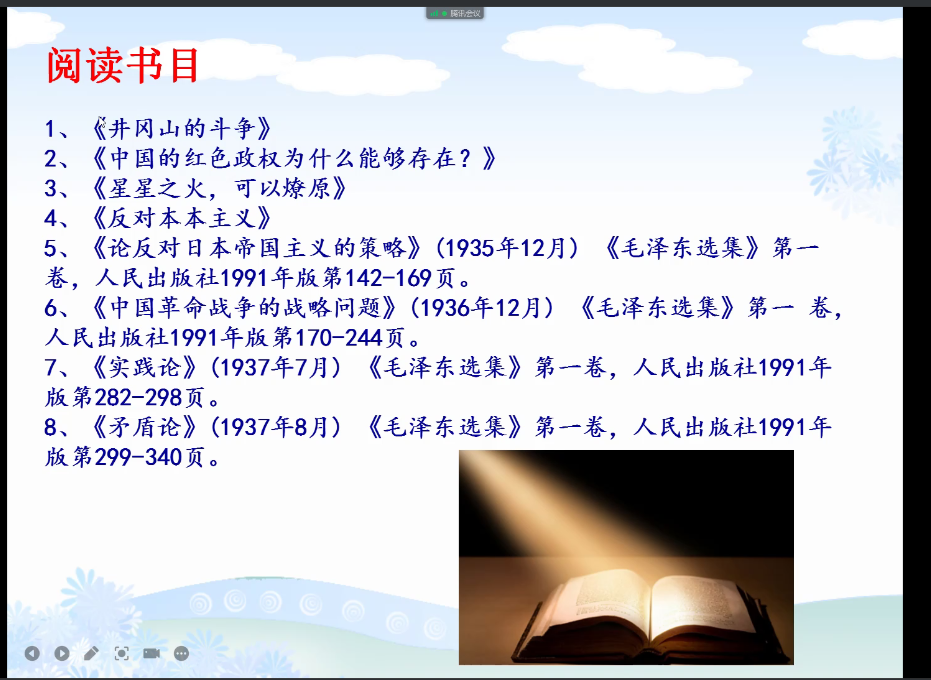 腾讯会议
阅读书目
1、《井冈山的斗争》
2、《中国的红色政权为什么能够存在？》
3、《星星之火，可以燎原》
4、《反对本本主义》
5、《论反对日本帝国主义的策略》(1935年12月) 《毛泽东选集》第一
卷，人民出版社1991年版第142-169页。
6、《中国革命战争的战略问题》(1936年12月) 《毛泽东选集》第一 卷，
人民出版社1991年版第170-244页。
7、《实践论》(1937年7月) 《毛泽东选集》第一卷，人民出版社1991年
版第282-298页。
8、《矛盾论》(1937年8月) 《毛泽东选集》第一卷，人民出版社1991年
版第299-340页。